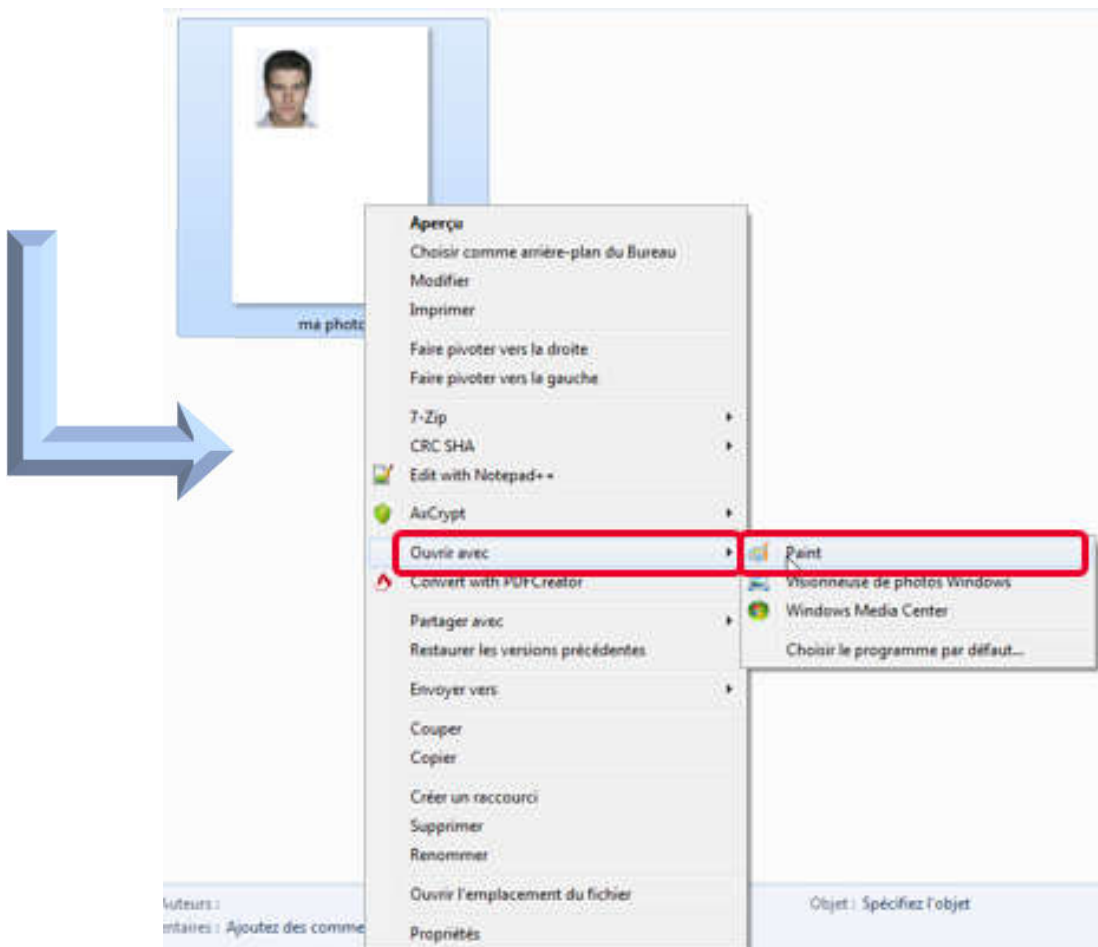 ma photo
Aperçu
Choisir comme arrière-plan du Bureau
Modifier
Imprimer
Faire pivoter vers la droite
Faire pivoter vers la gauche
7-Zip
CRC SHA
Edit with Notepad++
AxCrypt
Ouvrir avec
Paint
Convert with PDFCreator
Visionneuse de photos Windows
Windows Media Center
Partager avec
Restaurer les versions précédentes
Choisir le programme par défaut...
Envoyer vers
Couper
Copier
Créer un raccourci
Supprimer
Renommer
Ouvrir l'emplacement du fichier
Auteurs :
Objet : Spécifiez l'objet
entaires : Ajoutez des comme
Propriétés